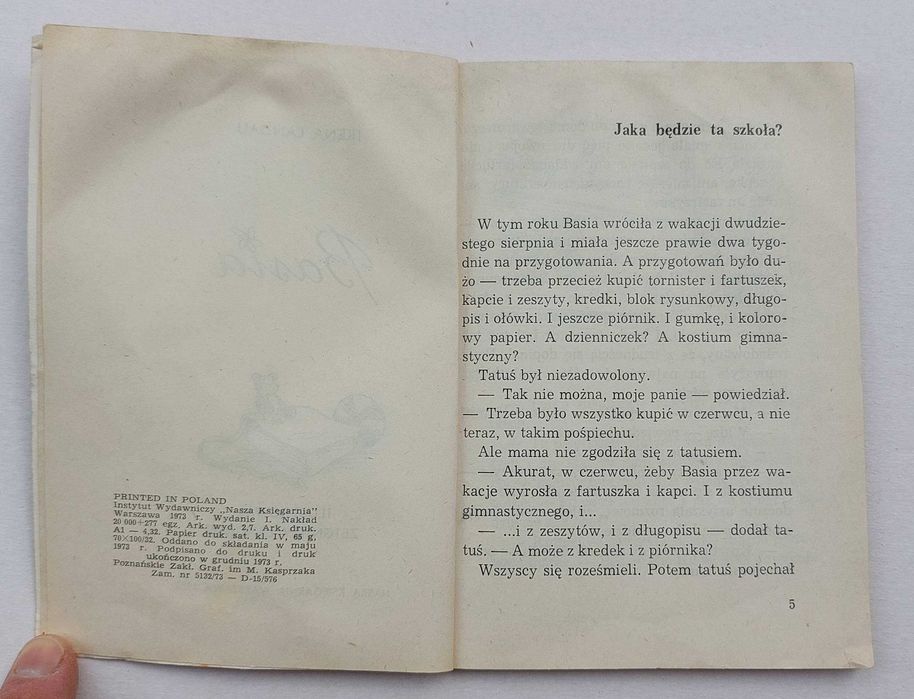 PRINTED IN POLAND
Instytut Wydawniczy „Nasza Księgarnia"
Warszawa 1973 r. Wydanie I. Nakład
20 000+277 egz. Ark. wyd. 2,7. Ark. druk.
A1 — 4,32. Papier druk. sat. kl. IV, 65 g,
70×100/32. Oddano do składania w maju
1973 r. Podpisano do druku i druk
ukończono w grudniu 1973 r.
Poznańskie Zakł. Graf. im M. Kasprzaka
Zam. nr 5132/73 — D-15/576
Jaka będzie ta szkoła?
W tym roku Basia wróciła z wakacji dwudzie-
stego sierpnia i miała jeszcze prawie dwa tygo-
dnie na przygotowania. A przygotowań było du-
żo — trzeba przecież kupić tornister i fartuszek,
kapcie i zeszyty, kredki, blok rysunkowy, długo-
pis i ołówki. I jeszcze piórnik. I gumkę, i koloro-
wy papier. A dzienniczek? A kostium gimna-
styczny?
Tatuś był niezadowolony.
— Tak nie można, moje panie — powiedział.
— Trzeba było wszystko kupić w czerwcu, a nie
teraz, w takim pośpiechu.
Ale mama nie zgodziła się z tatusiem.
— Akurat, w czerwcu, żeby Basia przez wa-
kacje wyrosła z fartuszka i kapci. I z kostiumu
gimnastycznego, i...
— ...i z zeszytów, i z długopisu — dodał ta-
tuś. — A może z kredek i z piórnika?
Wszyscy się roześmieli. Potem tatuś pojechał
5